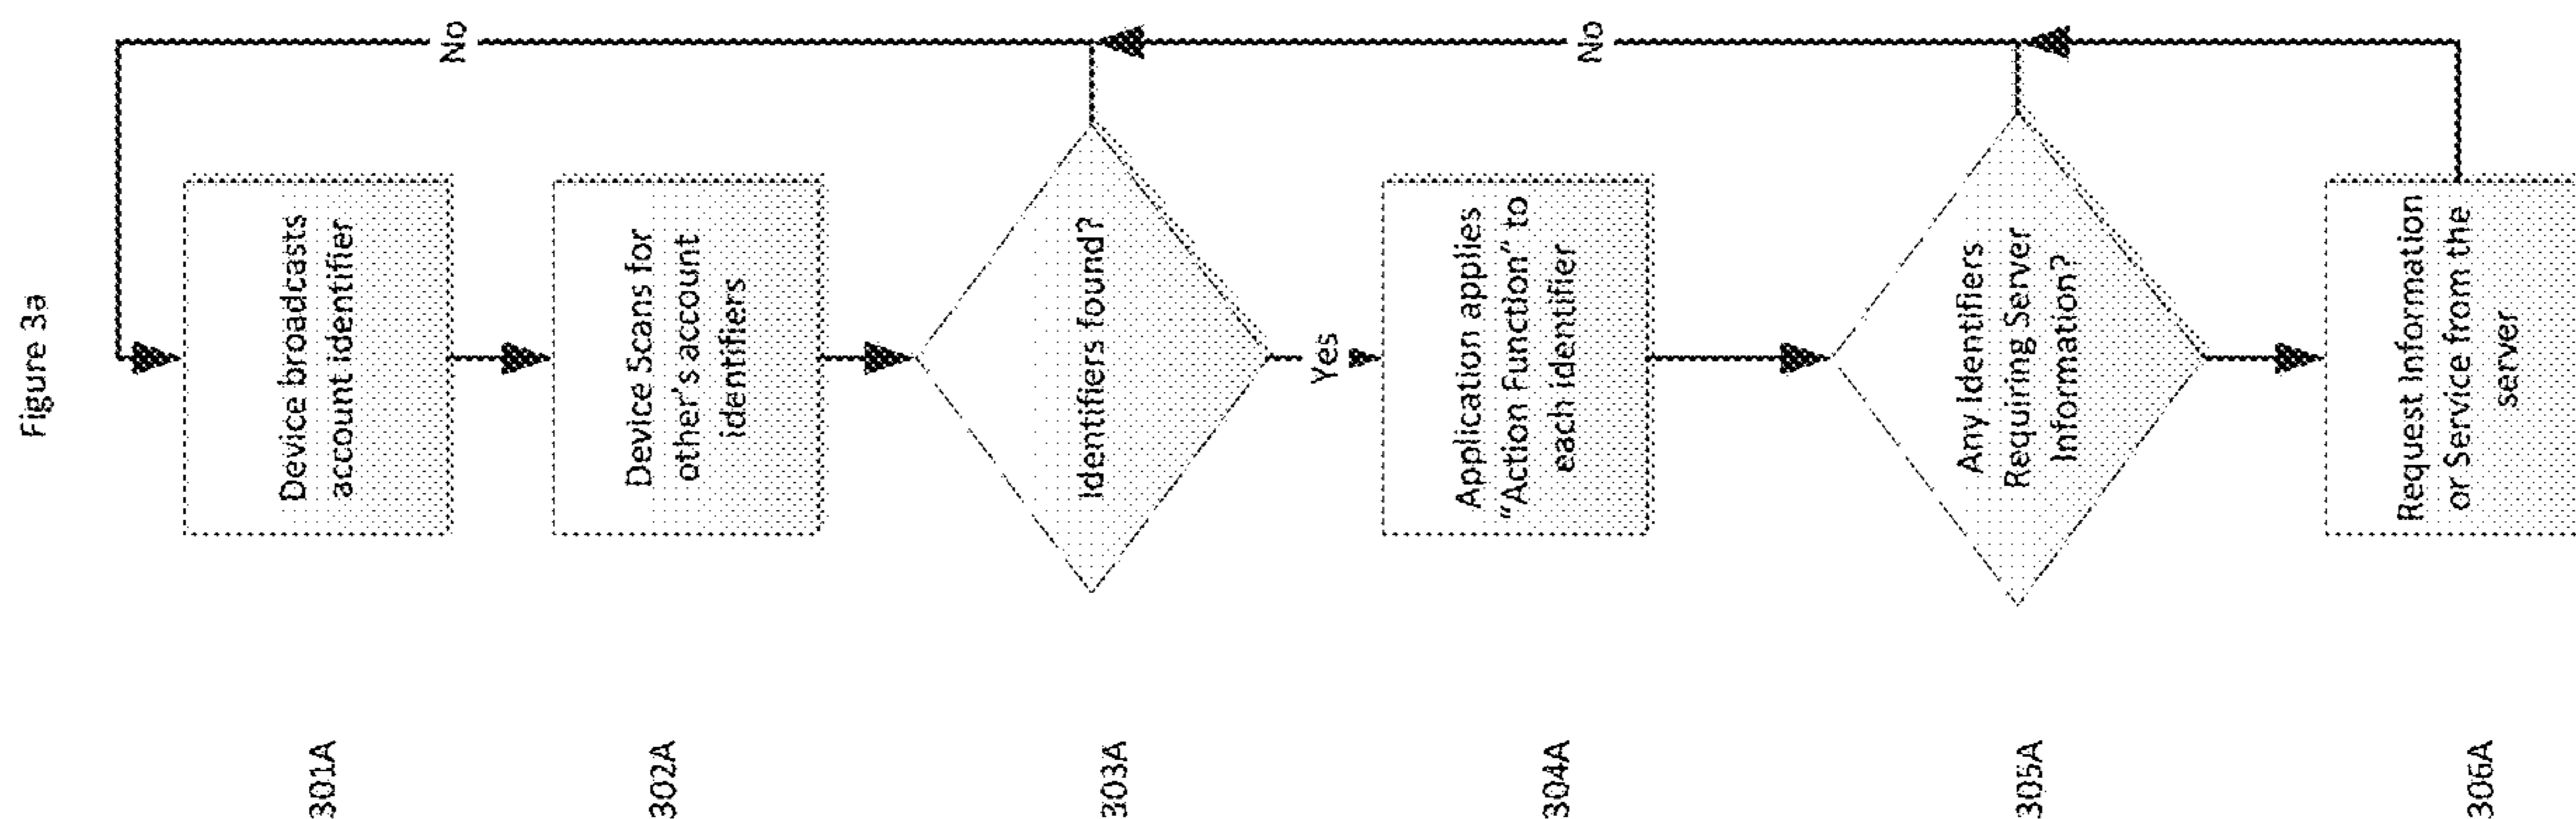 Figure 3a
301A
Device broadcasts
account identifier
No
302A
Device Scans for
other's account
identifiers
303A
Identifiers found?
Yes
304A
Application applies
"Action Function" to
each identifier
No
305A
Any Identifiers
Requiring Server
Information?
306A
Request Information
or Service from the
server